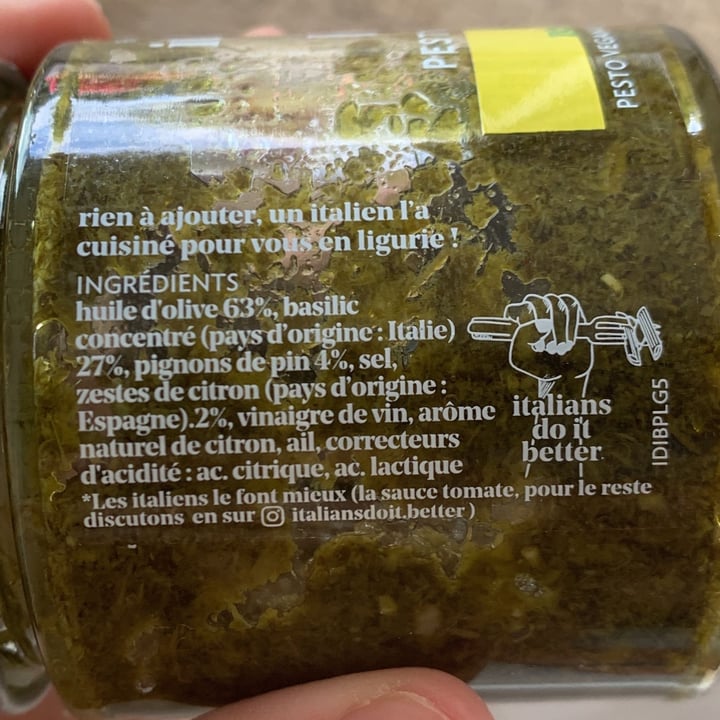 PESTO VEGAN
rien à ajouter, un italien l'a
cuisiné pour vous en ligurie !
INGRÉDIENTS
huile d'olive 63%, basilic
concentré (pays d'origine : Italie)
27%, pignons de pin 4%, sel,
zestes de citron (pays d'origine :
Espagne).2%, vinaigre de vin, arôme
naturel de citron, ail, correcteurs
d'acidité : ac. citrique, ac. lactique
*Les italiens le font mieux (la sauce tomate, pour le reste
discutons en sur italiansdoit.better )
italians
do it
better
IDIBPLG5